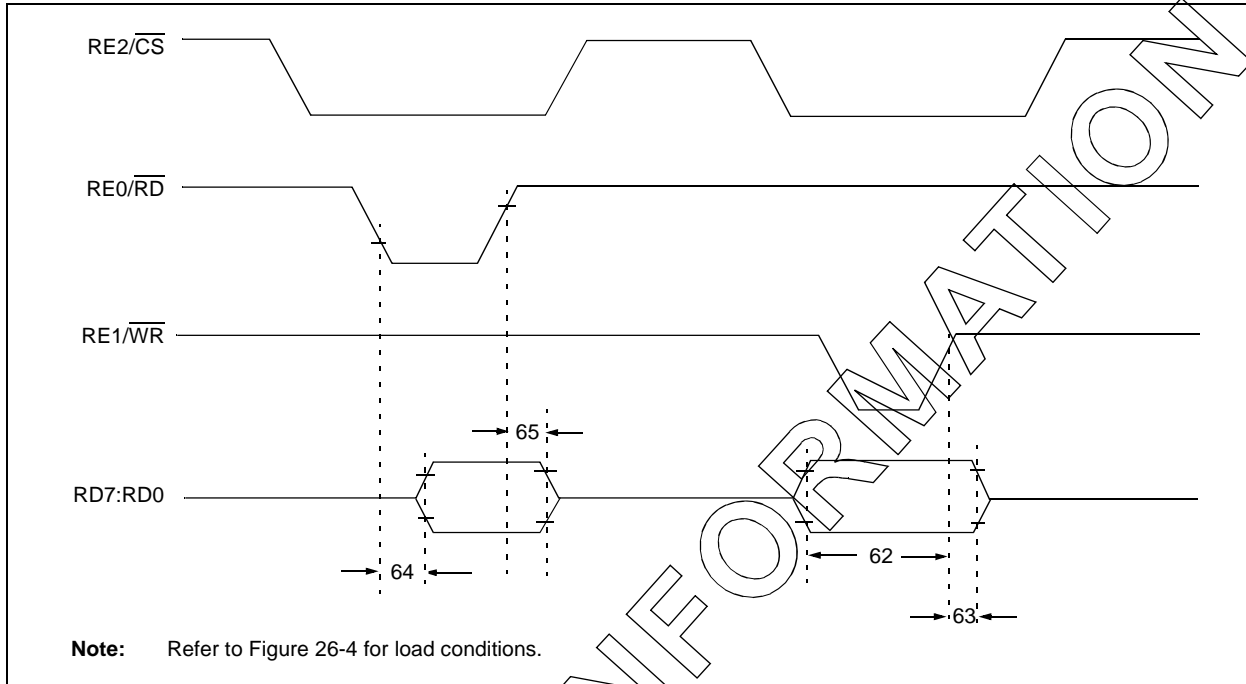 RE2/CS
RE0/RD
RE1/WR
65
RD7:RD0
64
62
63
Note: Refer to Figure 26-4 for load conditions.
INFORMATION